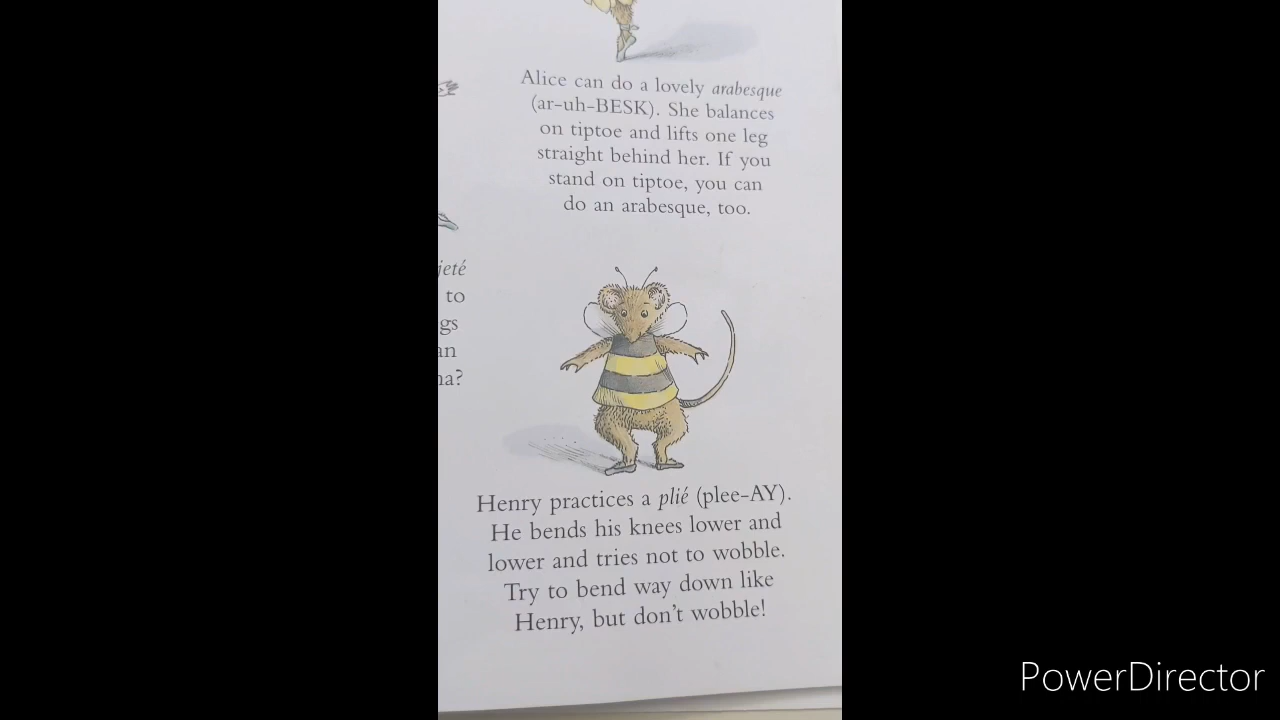 Alice can do a lovely arabesque
(ar-uh-BESK). She balances
on tiptoe and lifts one leg
straight behind her. If you
stand on tiptoe, you can
do an arabesque, too.
jeté
to
gs
an
na?
Henry practices a plié (plee-AY).
He bends his knees lower and
lower and tries not to wobble.
Try to bend way down like
Henry, but don't wobble!
PowerDirector